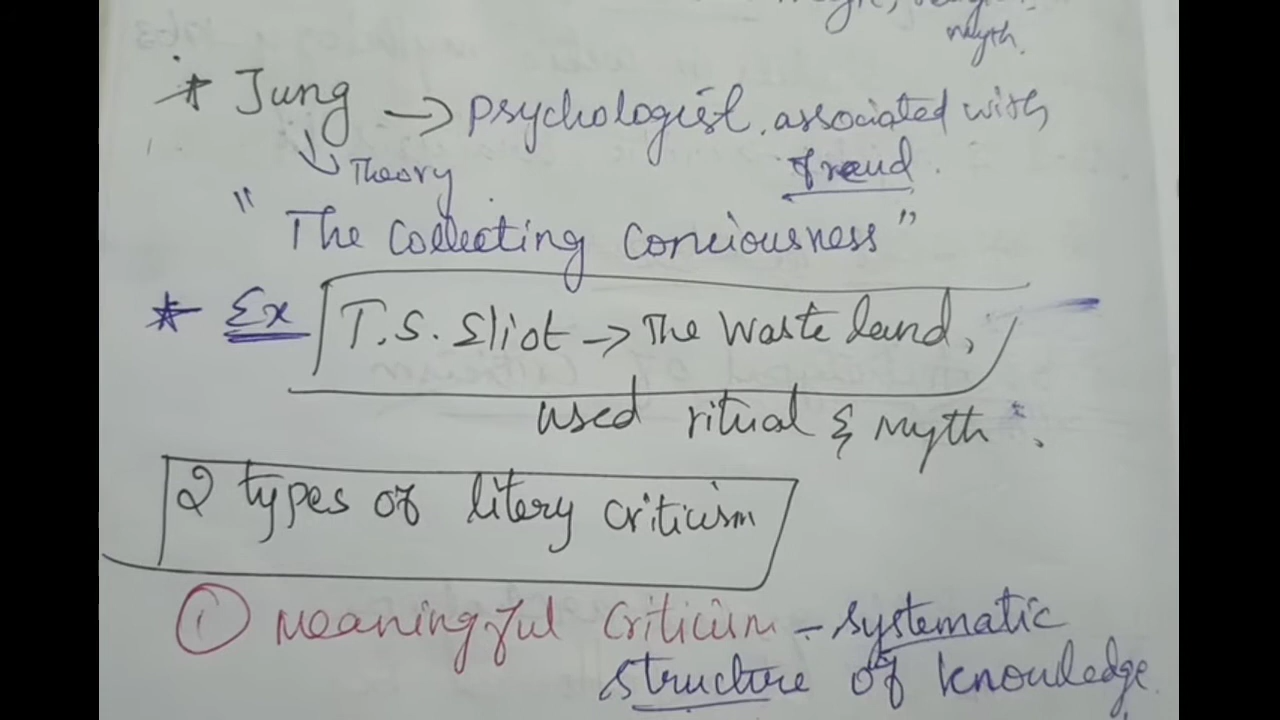 myth.
* Jung → psychologist, associated with
↓ Theory freud.
"The Collecting Conciousness"
* Ex T.S. Eliot → The Waste Land,
used ritual & myth.
2 types of litery criticism
① Meaningful Criticism - systematic
structure of knowledge